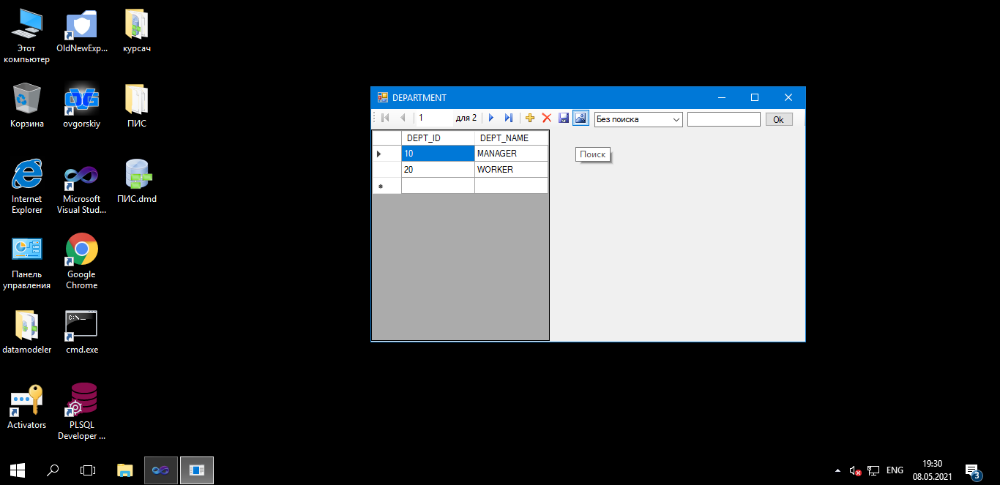 Этот
компьютер
OldNewExp...
курсач
Корзина
ovgorskiy
ПИС
Internet
Explorer
Microsoft
Visual Stud...
ПИС.dmd
Панель
управления
Google
Chrome
datamodeler
C:\_
cmd.exe
Activators
PLSQL
Developer ...
DEPARTMENT
1 для 2 Без поиска Ok
DEPT_ID DEPT_NAME
10 MANAGER
20 WORKER
Поиск
ENG
19:30
08.05.2021
3